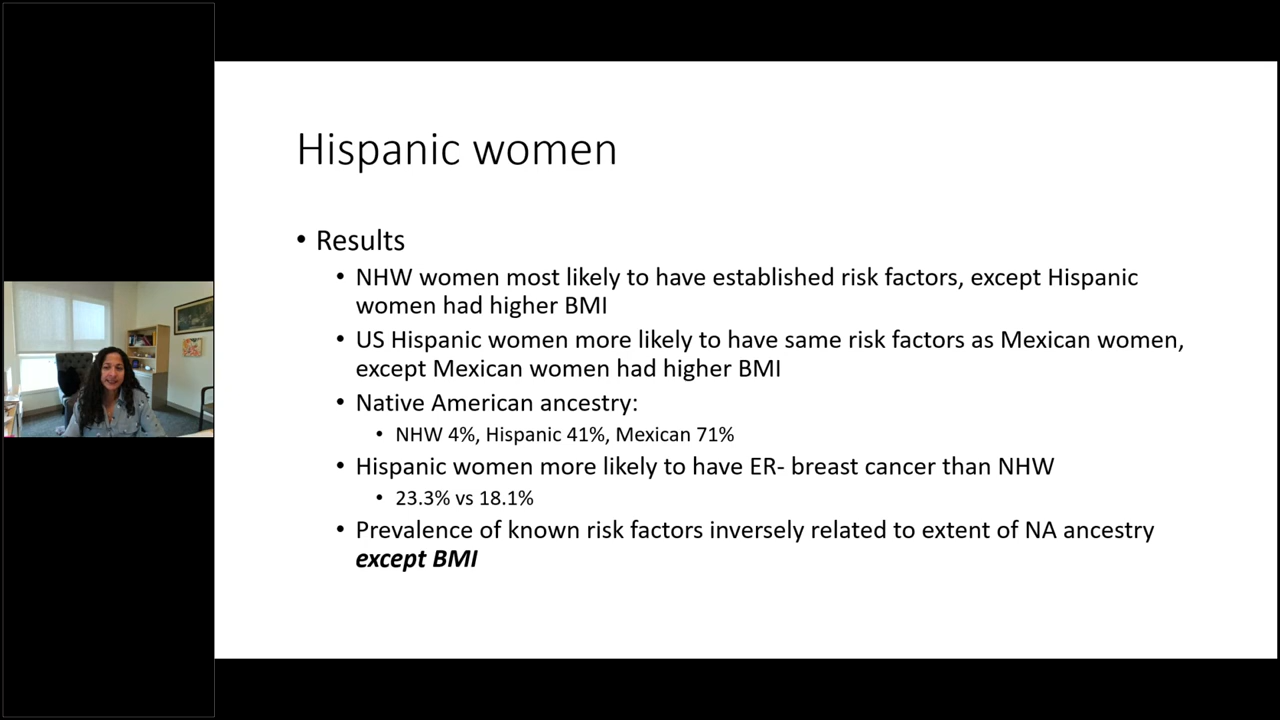 Hispanic women
• Results
• NHW women most likely to have established risk factors, except Hispanic
women had higher BMI
• US Hispanic women more likely to have same risk factors as Mexican women,
except Mexican women had higher BMI
• Native American ancestry:
• NHW 4%, Hispanic 41%, Mexican 71%
• Hispanic women more likely to have ER- breast cancer than NHW
• 23.3% vs 18.1%
• Prevalence of known risk factors inversely related to extent of NA ancestry
except BMI